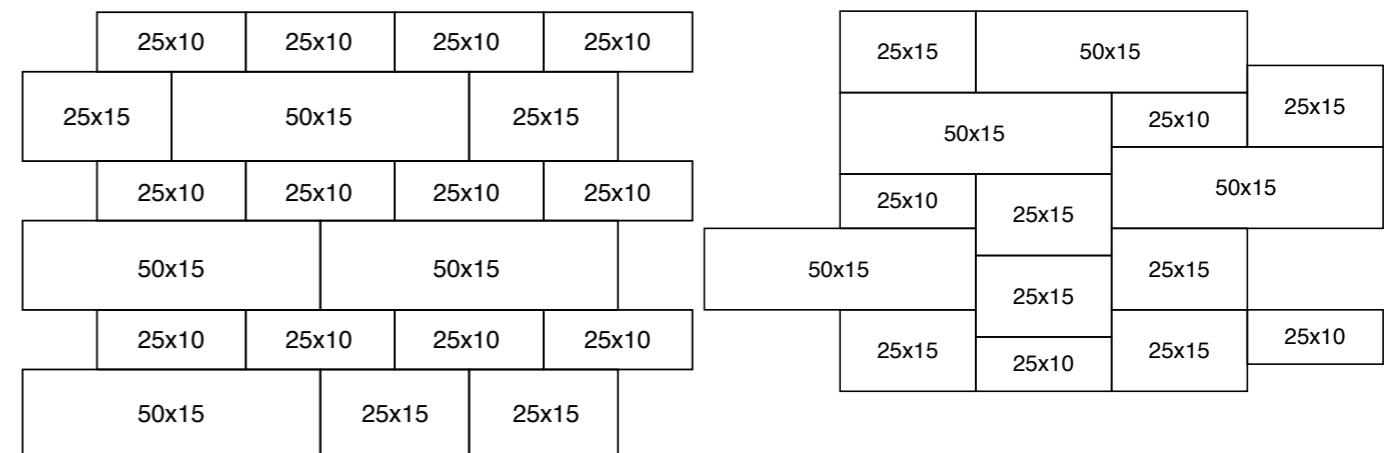 25x10 25x10 25x10 25x10
25x15 50x15 25x15
25x10 25x10 25x10 25x10
50x15 50x15
25x10 25x10 25x10 25x10
50x15 25x15 25x15
25x15 50x15
25x15
50x15 25x10
50x15
25x10 25x15
50x15 25x15 25x15
25x15 25x10 25x15 25x10